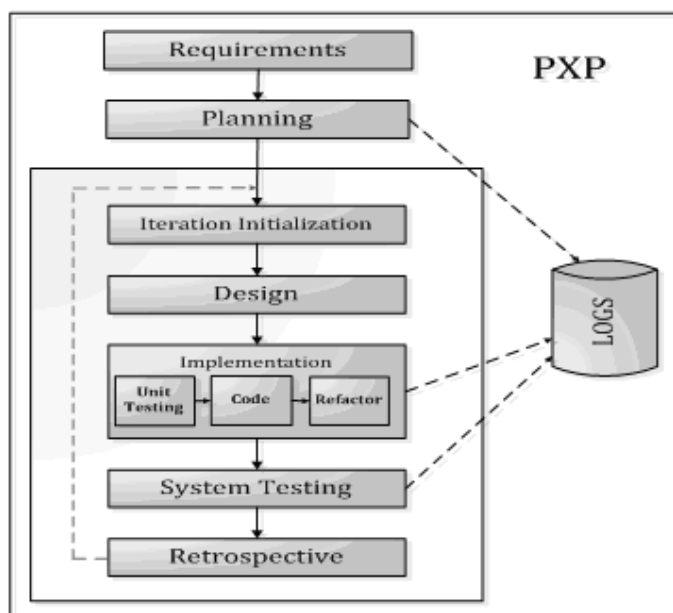 Requirements
PXP
Planning
Iteration Initialization
Design
Implementation
Unit
Testing
Code
Refactor
LOGS
System Testing
Retrospective